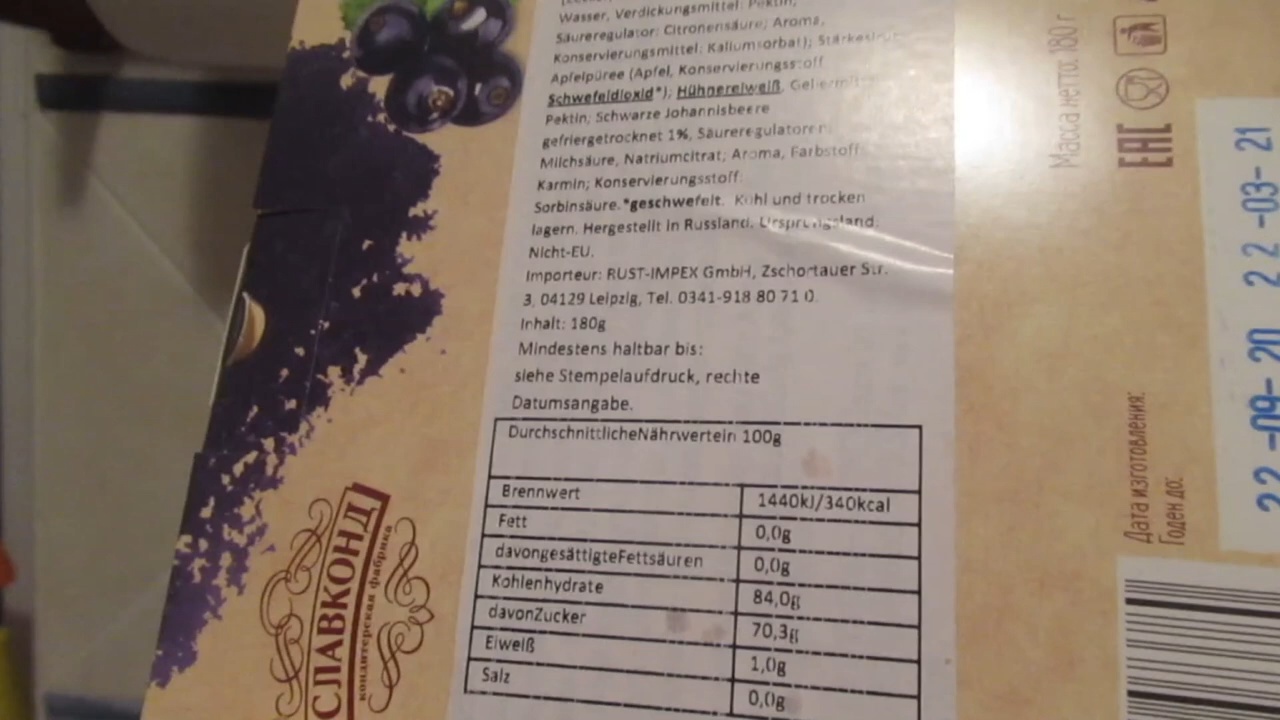 Wasser, Verdickungsmittel: Pektin,
Säureregulator: Citronensäure; Aroma,
Konservierungsmittel: Kaliumsorbat);
Apfelpüree (Apfel, Konservierungsstoff
Schwefeldioxid*); Hühnereiweiß,
Pektin; Schwarze Johannisbeere
gefriergetrocknet 1%, Säureregulatoren
Milchsäure, Natriumcitrat; Aroma, Farbstoff
Karmin; Konservierungsstoff:
Sorbinsäure. *geschwefelt. Kühl und trocken
lagern. Hergestellt in Russland. Ursprungsland:
Nicht-EU.
Importeur: RUST-IMPEX GmbH, Zschortauer Str.
3, 04129 Leipzig, Tel. 0341-918 80 71 0.
Inhalt: 180g
Mindestens haltbar bis:
siehe Stempelaufdruck, rechte
Datumsangabe.
DurchschnittlicheNährwertein 100g
Brennwert 1440kJ/340kcal
Fett 0,0g
davongesättigteFettsäuren 0,0g
Kohlenhydrate 84,0g
davonZucker 70,3g
Eiweiß 1,0g
Salz 0,0g
СЛАВКОНД
кондитерская фабрика
Масса нетто: 180 г
EAC
Дата изготовления:
Годен до:
22-09-20 22-03-21